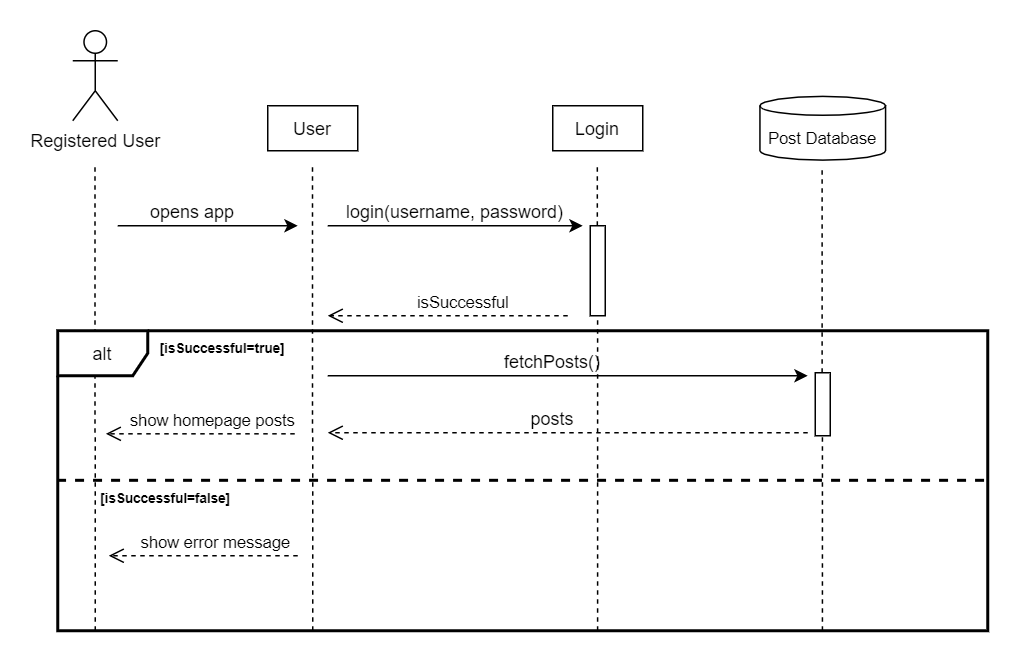 Registered User
User
Login
Post Database
opens app
login(username, password)
isSuccessful
alt
[isSuccessful=true]
fetchPosts()
show homepage posts
posts
[isSuccessful=false]
show error message